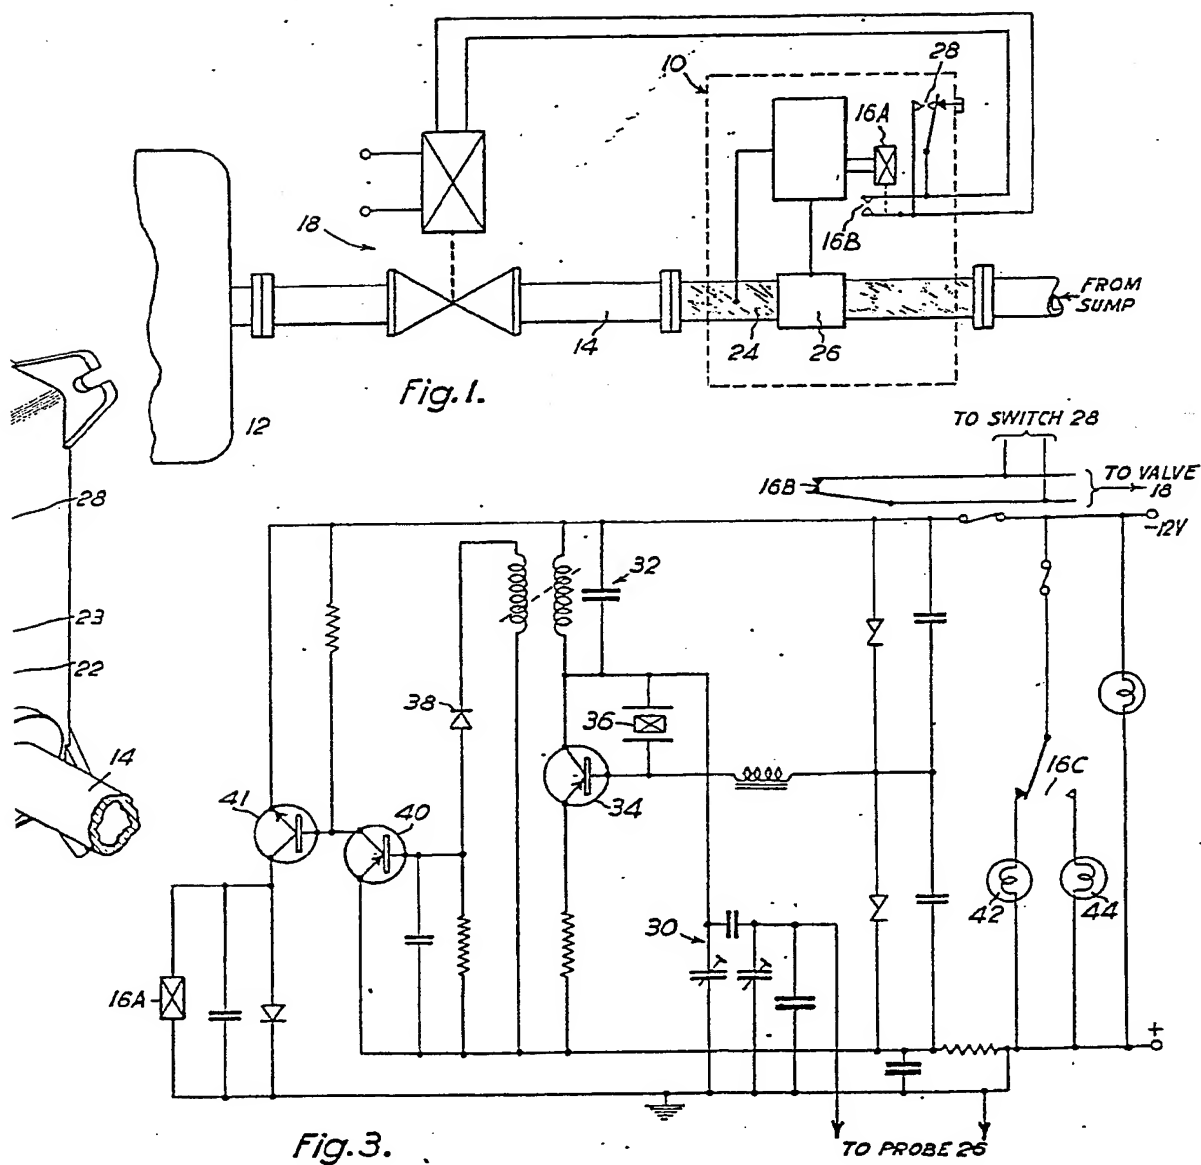 10
28
16A
16B
18
FROM
SUMP
14
24
26
Fig.1.
12
TO SWITCH 28
16B
TO VALVE
18
-12V
28
23
22
14
32
38
36
34
41
40
16C
42
44
30
16A
+
TO PROBE 26
Fig.3.